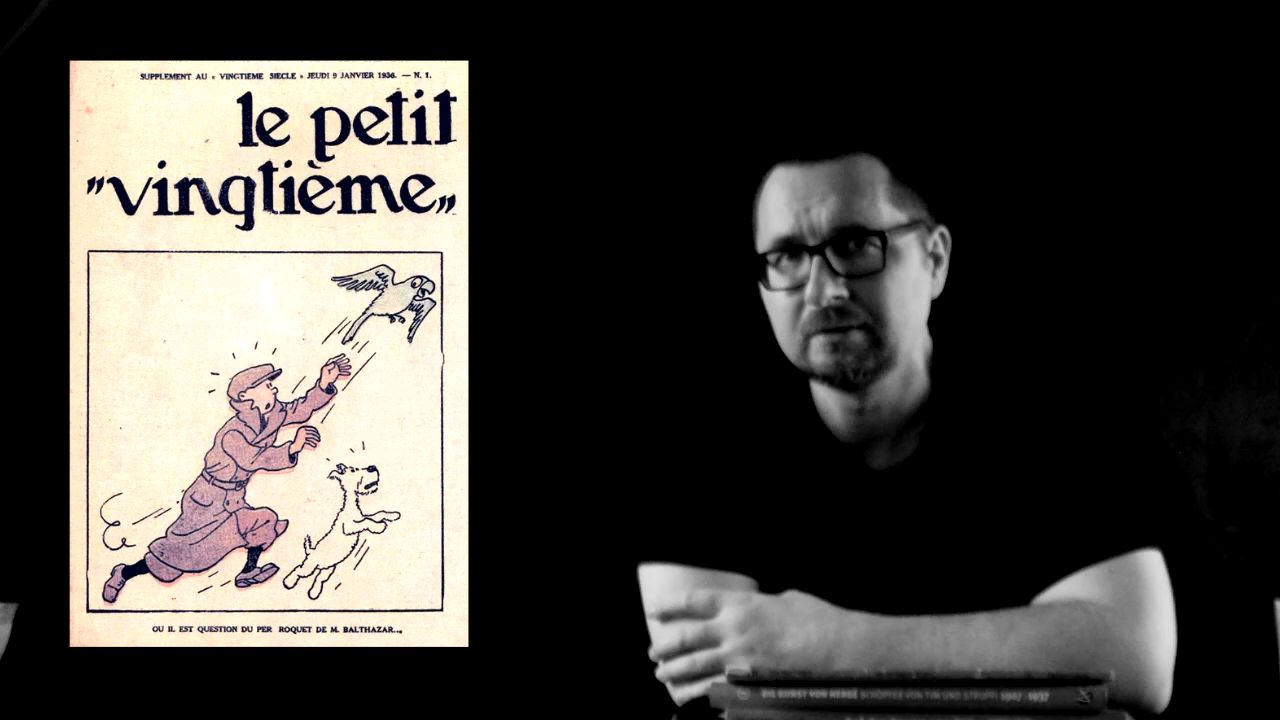 SUPPLEMENT AU « VINGTIEME SIECLE » JEUDI 9 JANVIER 1936. — N. 1.
le petit
"vingtième„
OU IL EST QUESTION DU PER ROQUET DE M. BALTHAZAR...
DIE KUNST VON HERGÉ SCHÖPFER VON TIM UND STRUPPI 1907-1937